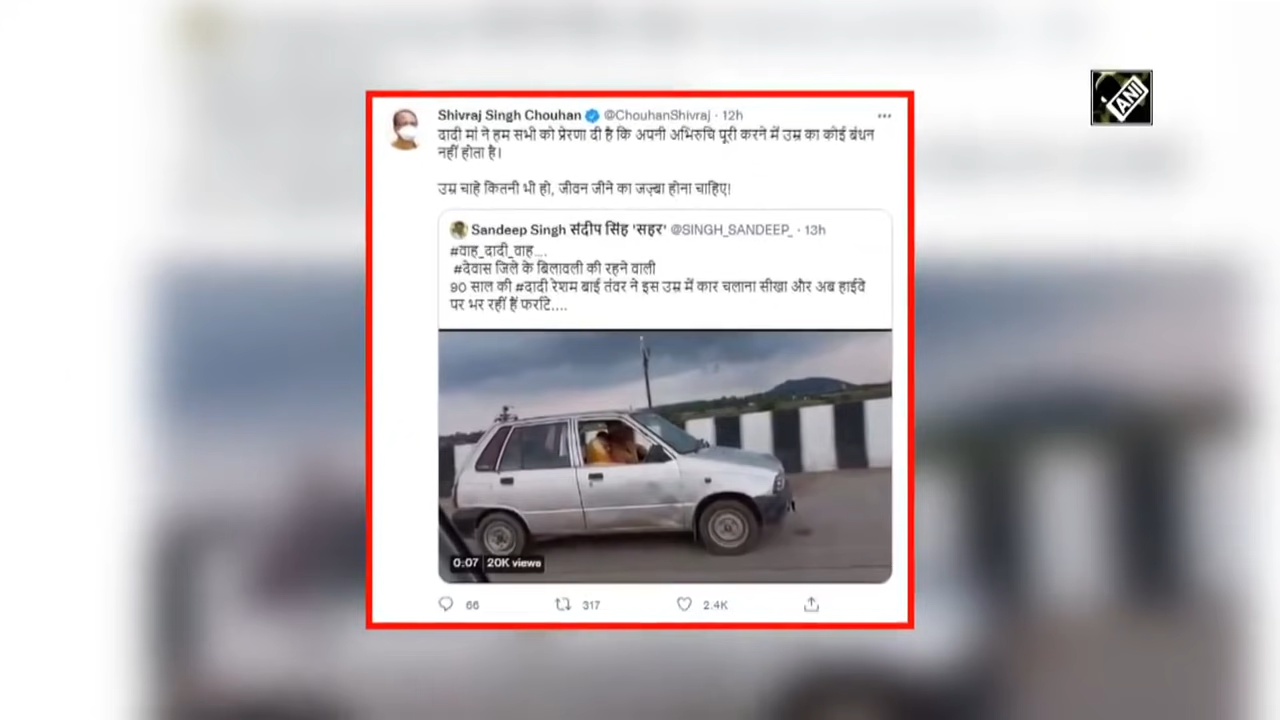 ANI
Shivraj Singh Chouhan @ChouhanShivraj · 12h
दादी मां ने हम सभी को प्रेरणा दी है कि अपनी अभिरुचि पूरी करने में उम्र का कोई बंधन
नहीं होता है।
उम्र चाहे कितनी भी हो, जीवन जीने का जज़्बा होना चाहिए!
Sandeep Singh संदीप सिंह 'सहर' @SINGH_SANDEEP_ · 13h
#वाह_दादी_वाह....
#देवास जिले के बिलावली की रहने वाली
90 साल की #दादी रेशम बाई तंवर ने इस उम्र में कार चलाना सीखा और अब हाईवे
पर भर रहीं हैं फर्राटे....
0:07 20K views
66 317 2.4K